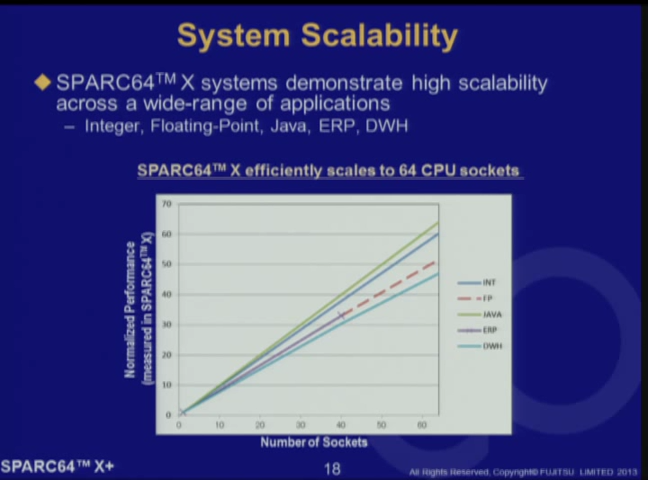 System Scalability
SPARC64™ X systems demonstrate high scalability
across a wide-range of applications
– Integer, Floating-Point, Java, ERP, DWH
SPARC64™ X efficiently scales to 64 CPU sockets
Normalized Performance
(measured in SPARC64™ X)
70
60
50
40
30
20
10
0
0 10 20 30 40 50 60
Number of Sockets
INT
FP
JAVA
ERP
DWH
SPARC64™ X+
18
All Rights Reserved, Copyright© FUJITSU LIMITED 2013